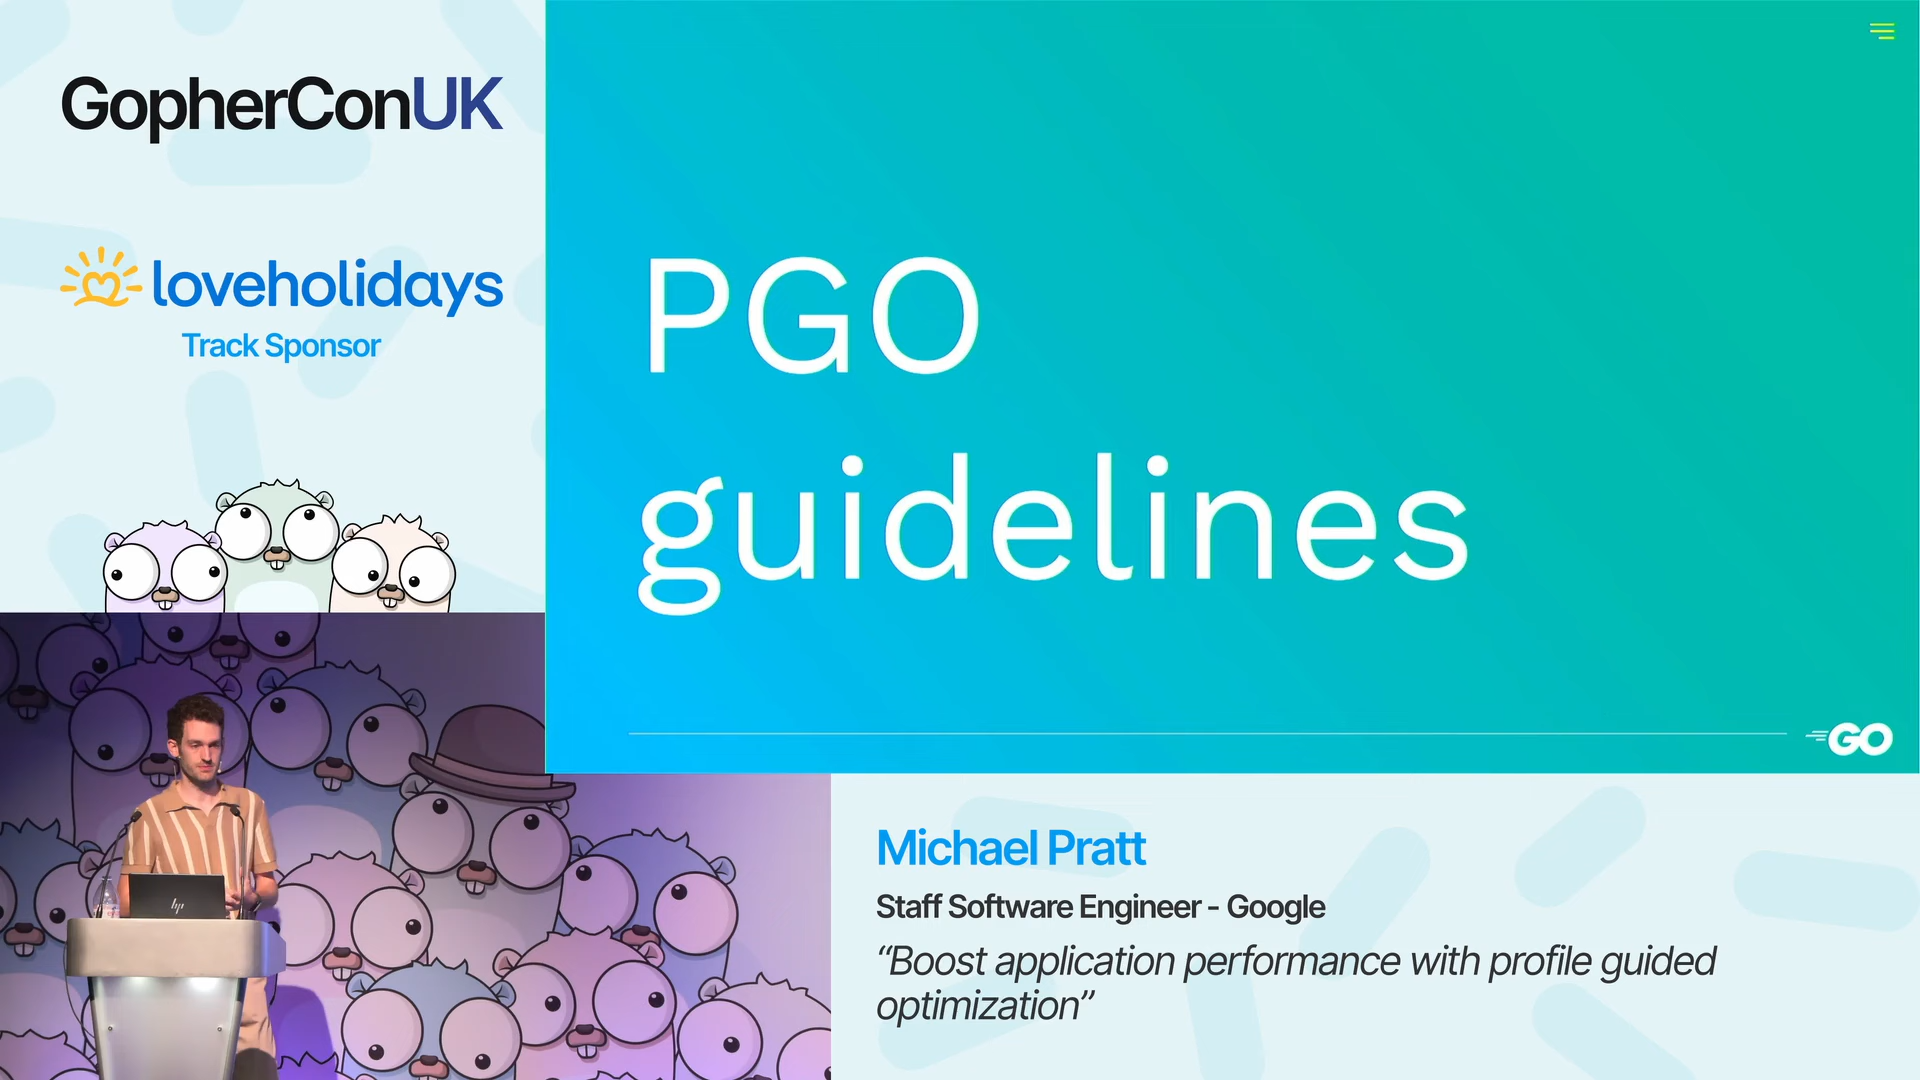 GopherConUK
loveholidays
Track Sponsor
PGO
guidelines
GO
hp
Michael Pratt
Staff Software Engineer - Google
“Boost application performance with profile guided
optimization”